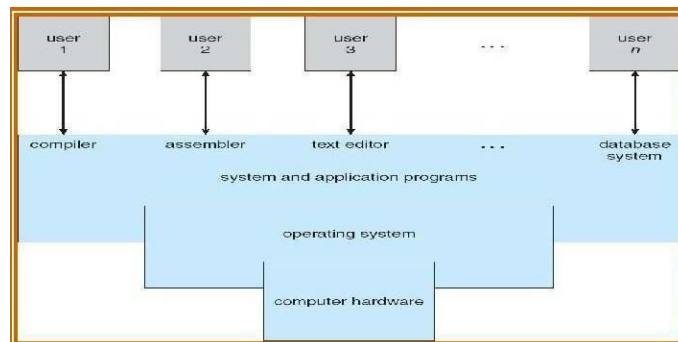 user
1
user
2
user
3
...
user
n
compiler
assembler
text editor
...
database
system
system and application programs
operating system
computer hardware